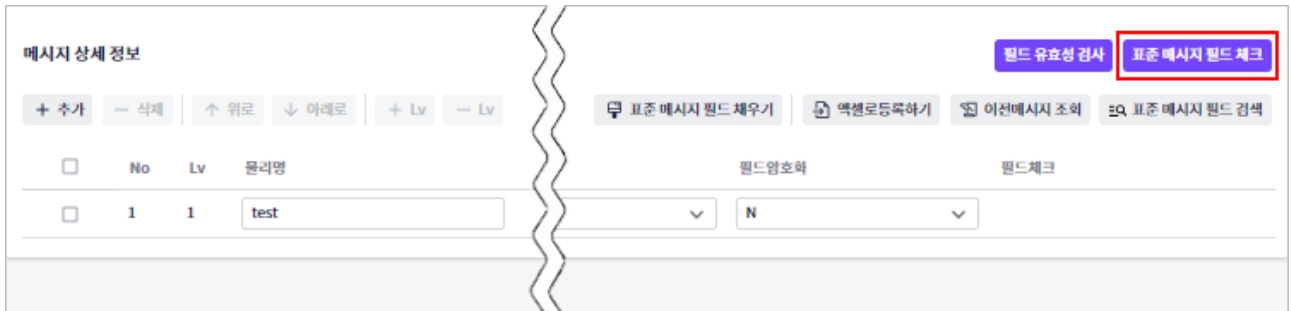 메시지 상세 정보 필드 유효성 검사 표준 메시지 필드 체크
+ 추가 − 삭제 ↑ 위로 ↓ 아래로 + Lv − Lv 표준 메시지 필드 채우기 엑셀로등록하기 이전메시지 조회 표준 메시지 필드 검색
No Lv 물리명 필드암호화 필드체크
1 1 test N